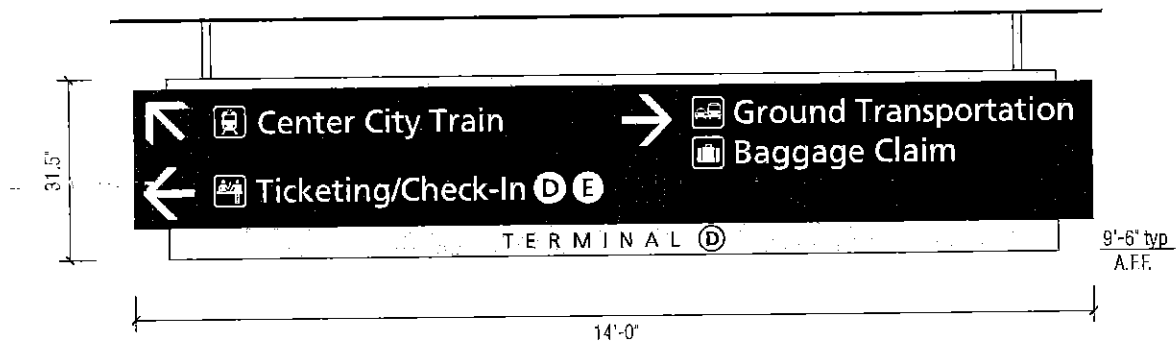 Center City Train
Ticketing/Check-In D E
Ground Transportation
Baggage Claim
TERMINAL D
31.5"
9'-6" typ
A.F.F.
14'-0"